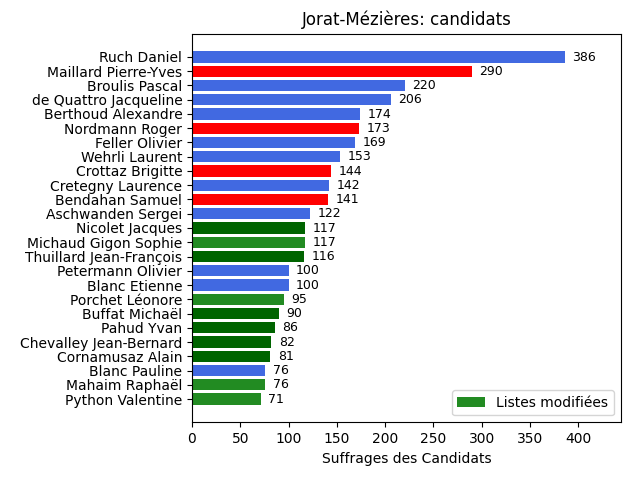 Jorat-Mézières: candidats
Ruch Daniel 386
Maillard Pierre-Yves 290
Broulis Pascal 220
de Quattro Jacqueline 206
Berthoud Alexandre 174
Nordmann Roger 173
Feller Olivier 169
Wehrli Laurent 153
Crottaz Brigitte 144
Cretegny Laurence 142
Bendahan Samuel 141
Aschwanden Sergei 122
Nicolet Jacques 117
Michaud Gigon Sophie 117
Thuillard Jean-François 116
Petermann Olivier 100
Blanc Etienne 100
Porchet Léonore 95
Buffat Michaël 90
Pahud Yvan 86
Chevalley Jean-Bernard 82
Cornamusaz Alain 81
Blanc Pauline 76
Mahaim Raphaël 76
Python Valentine 71
Listes modifiées
0 50 100 150 200 250 300 350 400
Suffrages des Candidats